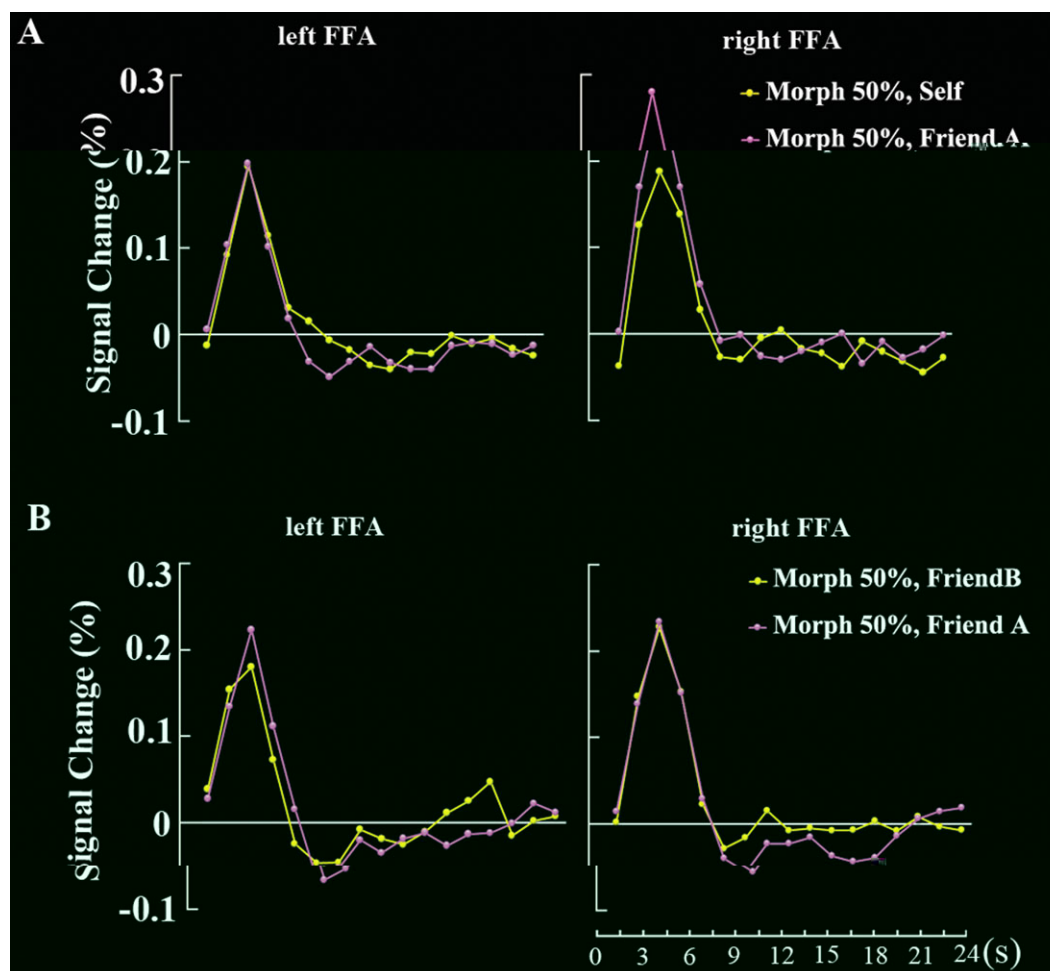 A
left FFA
right FFA
Morph 50%, Self
Morph 50%, Friend A.
Signal Change (%)
0.3
0.2
0.1
0
-0.1
B
left FFA
right FFA
Morph 50%, FriendB
Morph 50%, Friend A
Signal Change (%)
0.3
0.2
0.1
0
-0.1
0 3 6 9 12 15 18 21 24 (s)